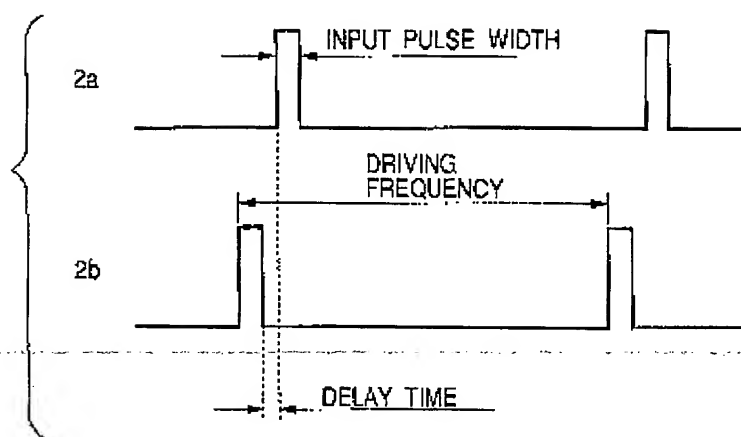 INPUT PULSE WIDTH
2a
DRIVING
FREQUENCY
2b
DELAY TIME